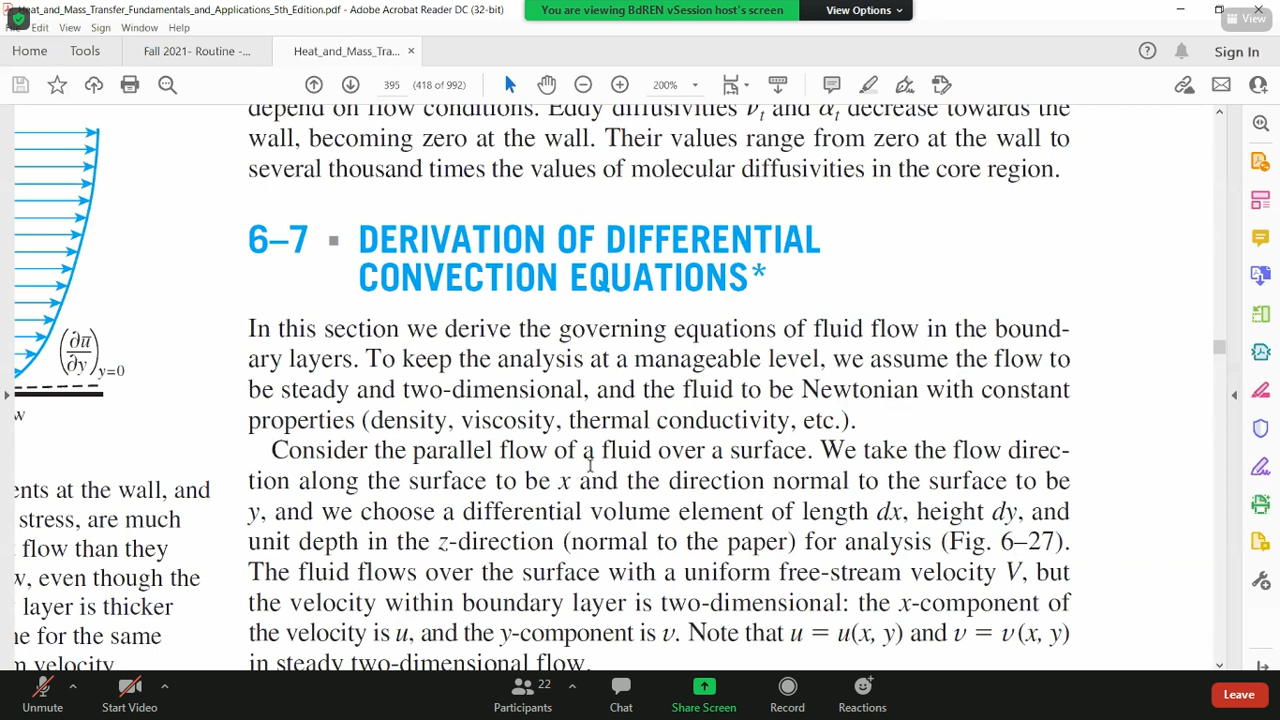 Heat_and_Mass_Transfer_Fundamentals_and_Applications_5th_Edition.pdf - Adobe Acrobat Reader DC (32-bit)
You are viewing BdREN vSession host's screen
View Options
File Edit View Sign Window Help
View
Home Tools Fall 2021- Routine -... Heat_and_Mass_Tra... × Sign In
395 (418 of 992) 200%
depend on flow conditions. Eddy diffusivities νt and αt decrease towards the
wall, becoming zero at the wall. Their values range from zero at the wall to
several thousand times the values of molecular diffusivities in the core region.
6–7 ■ DERIVATION OF DIFFERENTIAL
CONVECTION EQUATIONS*
In this section we derive the governing equations of fluid flow in the bound-
ary layers. To keep the analysis at a manageable level, we assume the flow to
be steady and two-dimensional, and the fluid to be Newtonian with constant
properties (density, viscosity, thermal conductivity, etc.).
Consider the parallel flow of a fluid over a surface. We take the flow direc-
tion along the surface to be x and the direction normal to the surface to be
y, and we choose a differential volume element of length dx, height dy, and
unit depth in the z-direction (normal to the paper) for analysis (Fig. 6–27).
The fluid flows over the surface with a uniform free-stream velocity V, but
the velocity within boundary layer is two-dimensional: the x-component of
the velocity is u, and the y-component is v. Note that u = u(x, y) and v = v(x, y)
in steady two-dimensional flow.
(∂u/∂y)y=0
w
ents at the wall, and
stress, are much
flow than they
w, even though the
layer is thicker
ne for the same
m velocity
Unmute Start Video 22 Participants Chat Share Screen Record Reactions Leave